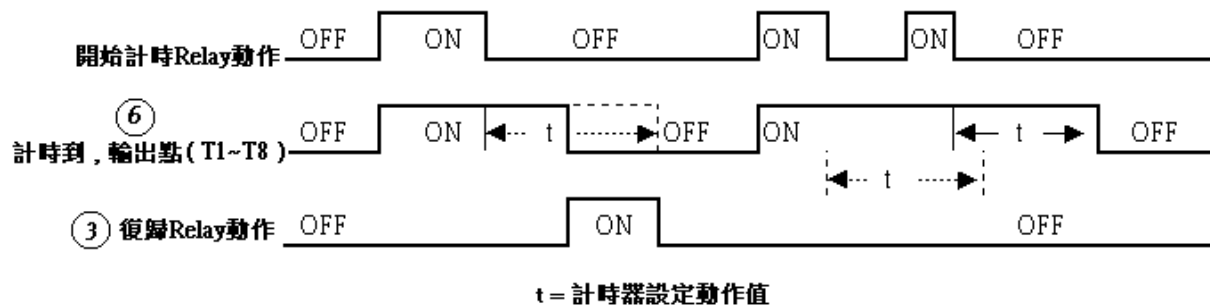 開始計時Relay動作 OFF ON OFF ON ON OFF
6
計時到，輸出點( T1~T8 ) OFF ON t OFF ON t OFF
t
3 復歸Relay動作 OFF ON OFF
t = 計時器設定動作值